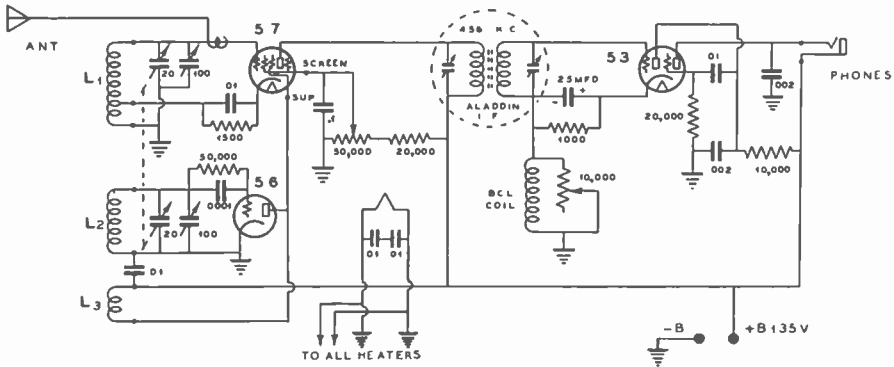 ANT
57
456 KC
53
L1
20
100
01
1500
SCREEN
SUP
.1
50,000
20,000
ALADDIN
I F
25MFD
+
1000
01
20,000
002
10,000
002
PHONES
BCL
COIL
10,000
L2
50,000
0001
56
20
100
01
L3
01
01
TO ALL HEATERS
-B
+B 135V